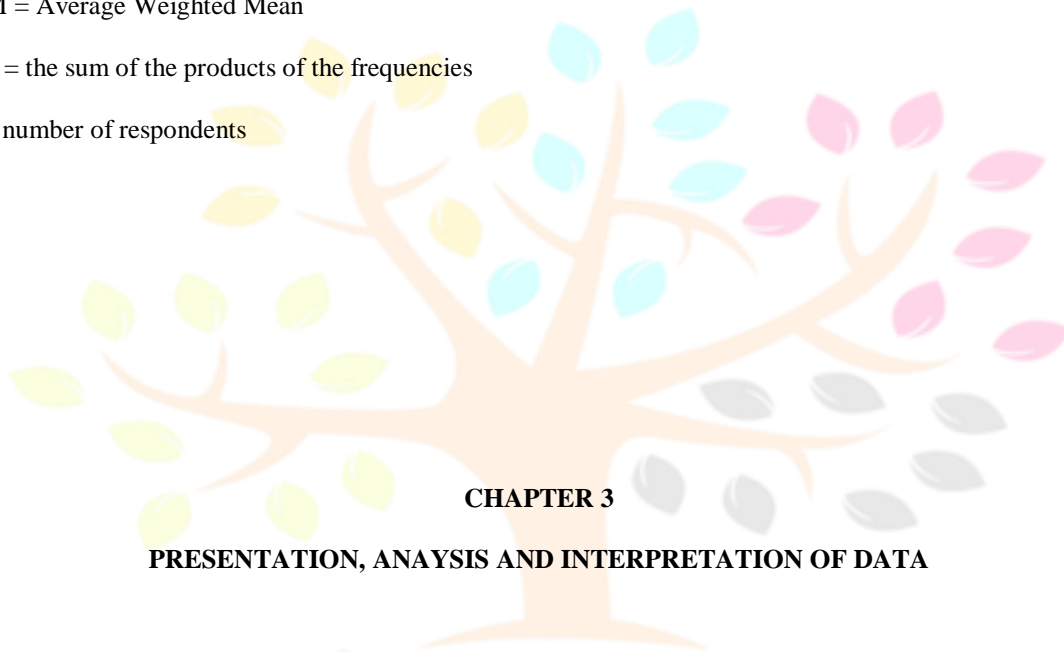 = Average Weighted Mean
= the sum of the products of the frequencies
number of respondents
CHAPTER 3
PRESENTATION, ANAYSIS AND INTERPRETATION OF DATA